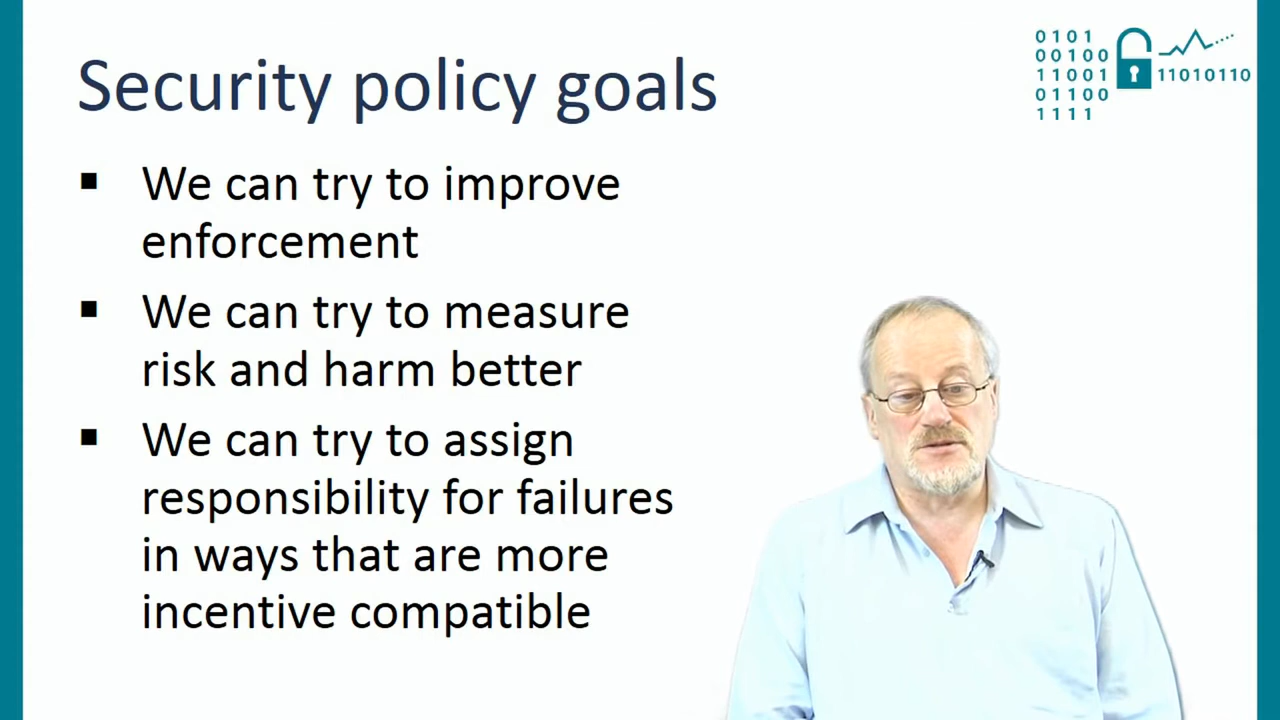 Security policy goals
0101
00100
11001
01100
1111
11010110
▪ We can try to improve
enforcement
▪ We can try to measure
risk and harm better
▪ We can try to assign
responsibility for failures
in ways that are more
incentive compatible